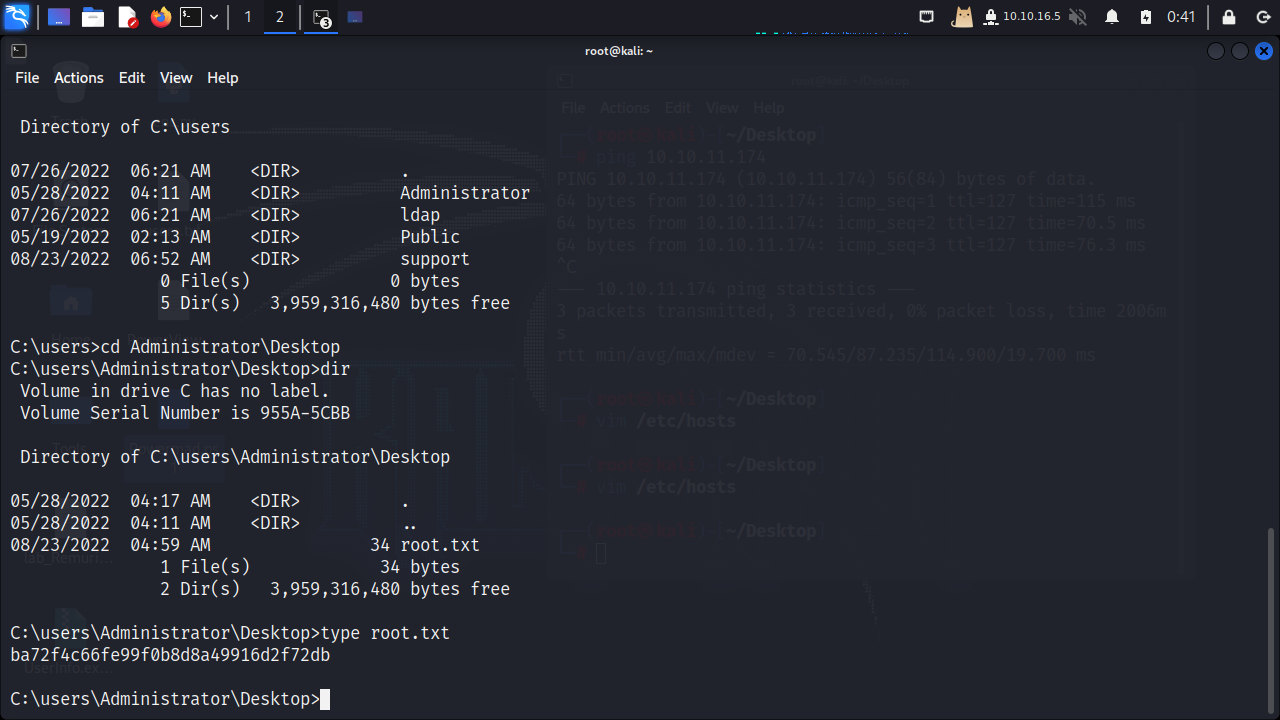 1 2 3 10.10.16.5 0:41
root@kali: ~
File Actions Edit View Help
Directory of C:\users
07/26/2022 06:21 AM <DIR> .
05/28/2022 04:11 AM <DIR> Administrator
07/26/2022 06:21 AM <DIR> ldap
05/19/2022 02:13 AM <DIR> Public
08/23/2022 06:52 AM <DIR> support
0 File(s) 0 bytes
5 Dir(s) 3,959,316,480 bytes free
C:\users>cd Administrator\Desktop
C:\users\Administrator\Desktop>dir
Volume in drive C has no label.
Volume Serial Number is 955A-5CBB
Directory of C:\users\Administrator\Desktop
05/28/2022 04:17 AM <DIR> .
05/28/2022 04:11 AM <DIR> ..
08/23/2022 04:59 AM 34 root.txt
1 File(s) 34 bytes
2 Dir(s) 3,959,316,480 bytes free
C:\users\Administrator\Desktop>type root.txt
ba72f4c66fe99f0b8d8a49916d2f72db
C:\users\Administrator\Desktop>
File Actions Edit View Help
(root@kali)-[~/Desktop]
# ping 10.10.11.174
PING 10.10.11.174 (10.10.11.174) 56(84) bytes of data.
64 bytes from 10.10.11.174: icmp_seq=1 ttl=127 time=115 ms
64 bytes from 10.10.11.174: icmp_seq=2 ttl=127 time=70.5 ms
64 bytes from 10.10.11.174: icmp_seq=3 ttl=127 time=76.3 ms
^C
--- 10.10.11.174 ping statistics ---
3 packets transmitted, 3 received, 0% packet loss, time 2006m
s
rtt min/avg/max/mdev = 70.545/87.235/114.900/19.700 ms
(root@kali)-[~/Desktop]
# vim /etc/hosts
(root@kali)-[~/Desktop]
# vim /etc/hosts
(root@kali)-[~/Desktop]
#
Tools
UserInfo.ex...